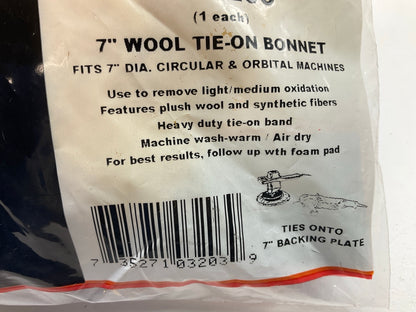 (1 each)
7" WOOL TIE-ON BONNET
FITS 7" DIA. CIRCULAR & ORBITAL MACHINES
Use to remove light/medium oxidation
Features plush wool and synthetic fibers
Heavy duty tie-on band
Machine wash-warm / Air dry
For best results, follow up wth foam pad
TIES ONTO
7" BACKING PLATE
7 35271 03203 9